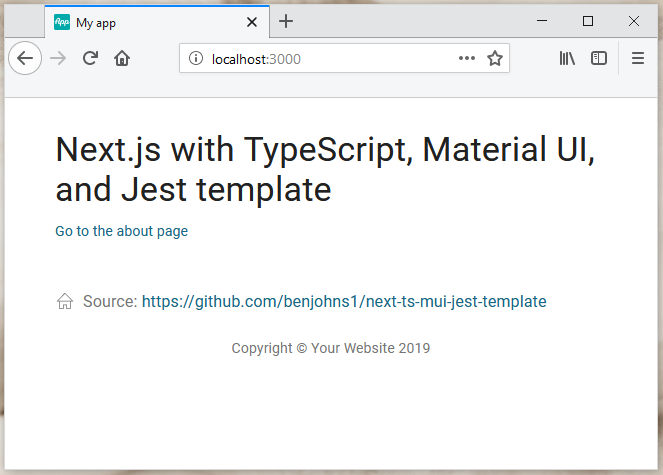 App My app
localhost:3000
Next.js with TypeScript, Material UI,
and Jest template
Go to the about page
Source: https://github.com/benjohns1/next-ts-mui-jest-template
Copyright © Your Website 2019